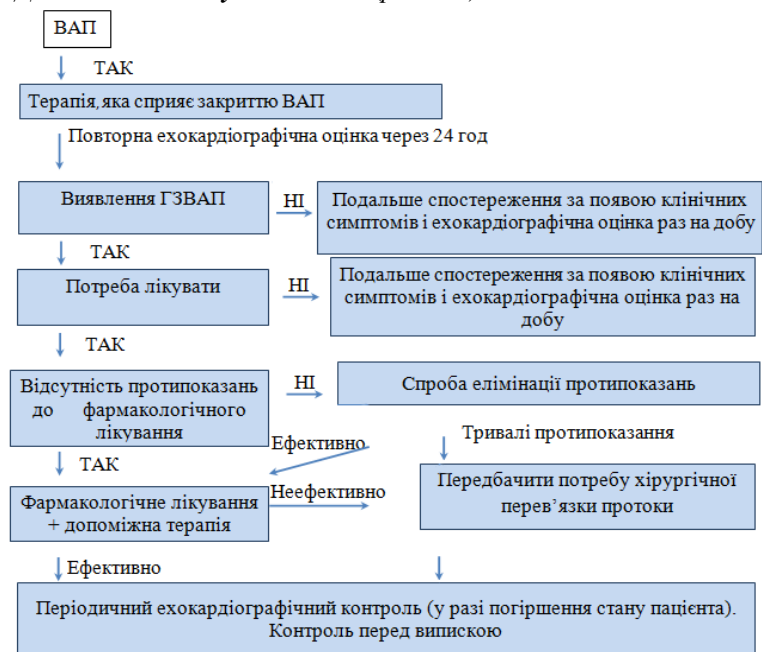 ВАП
ТАК
Терапія, яка сприяє закриттю ВАП
Повторна ехокардіографічна оцінка через 24 год
Виявлення ГЗВАП
НІ
Подальше спостереження за появою клінічних
симптомів і ехокардіографічна оцінка раз на добу
ТАК
Потреба лікувати
НІ
Подальше спостереження за появою клінічних
симптомів і ехокардіографічна оцінка раз на
добу
ТАК
Відсутність протипоказань
до фармакологічного
лікування
НІ
Спроба елімінації протипоказань
Ефективно
Тривалі протипоказання
ТАК
Фармакологічне лікування
+ допоміжна терапія
Неефективно
Передбачити потребу хірургічної
перев’язки протоки
Ефективно
Періодичний ехокардіографічний контроль (у разі погіршення стану пацієнта).
Контроль перед випискою